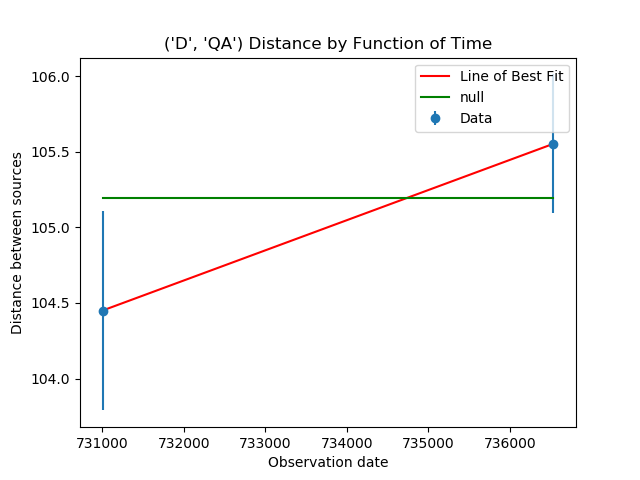 ('D', 'QA') Distance by Function of Time
Line of Best Fit
null
Data
106.0
105.5
105.0
104.5
104.0
Distance between sources
731000 732000 733000 734000 735000 736000
Observation date